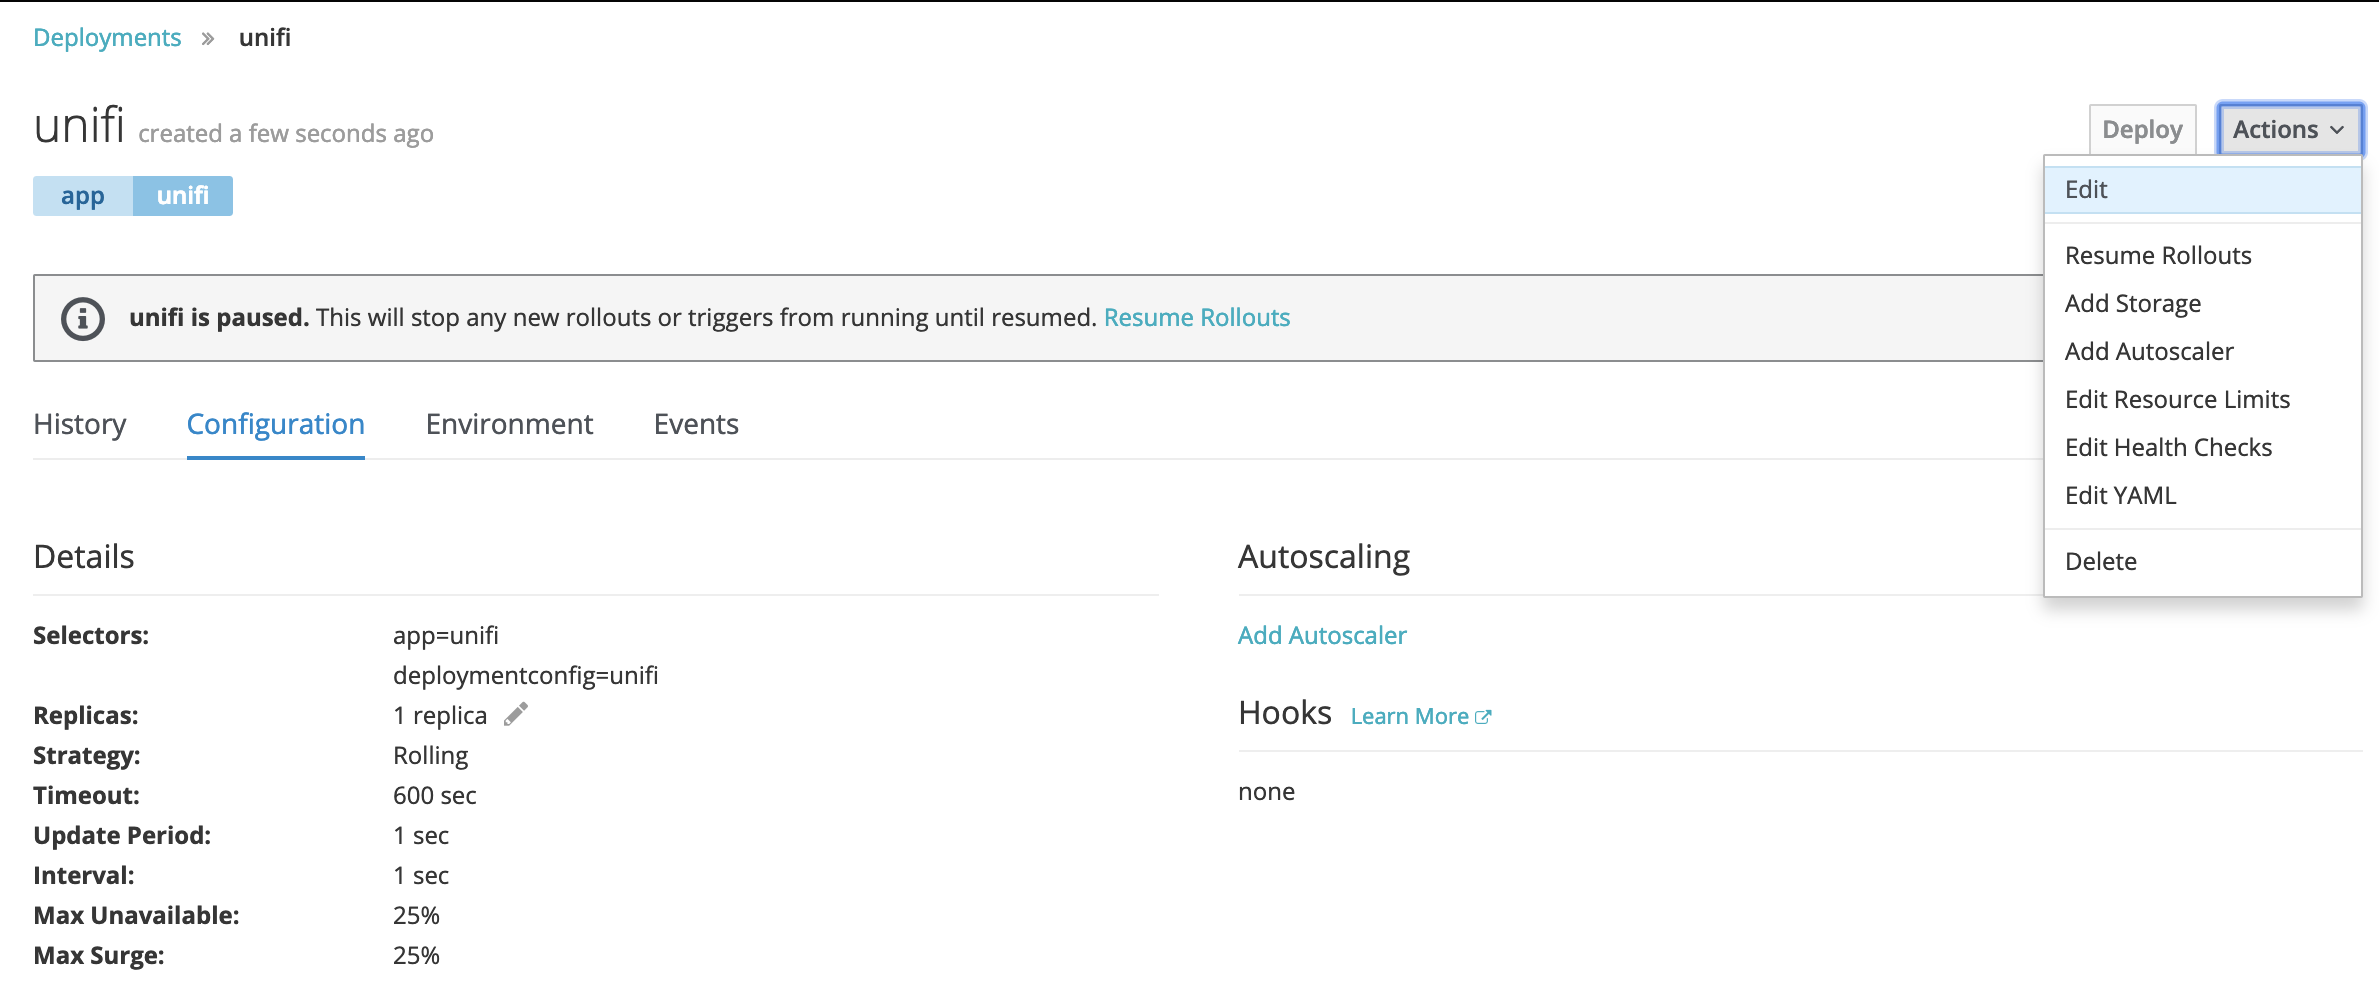 Deployments » unifi
unifi created a few seconds ago
Deploy
Actions
app unifi
Edit
Resume Rollouts
Add Storage
Add Autoscaler
Edit Resource Limits
Edit Health Checks
Edit YAML
Delete
unifi is paused. This will stop any new rollouts or triggers from running until resumed. Resume Rollouts
History Configuration Environment Events
Details
Selectors: app=unifi
deploymentconfig=unifi
Replicas: 1 replica
Strategy: Rolling
Timeout: 600 sec
Update Period: 1 sec
Interval: 1 sec
Max Unavailable: 25%
Max Surge: 25%
Autoscaling
Add Autoscaler
Hooks Learn More
none